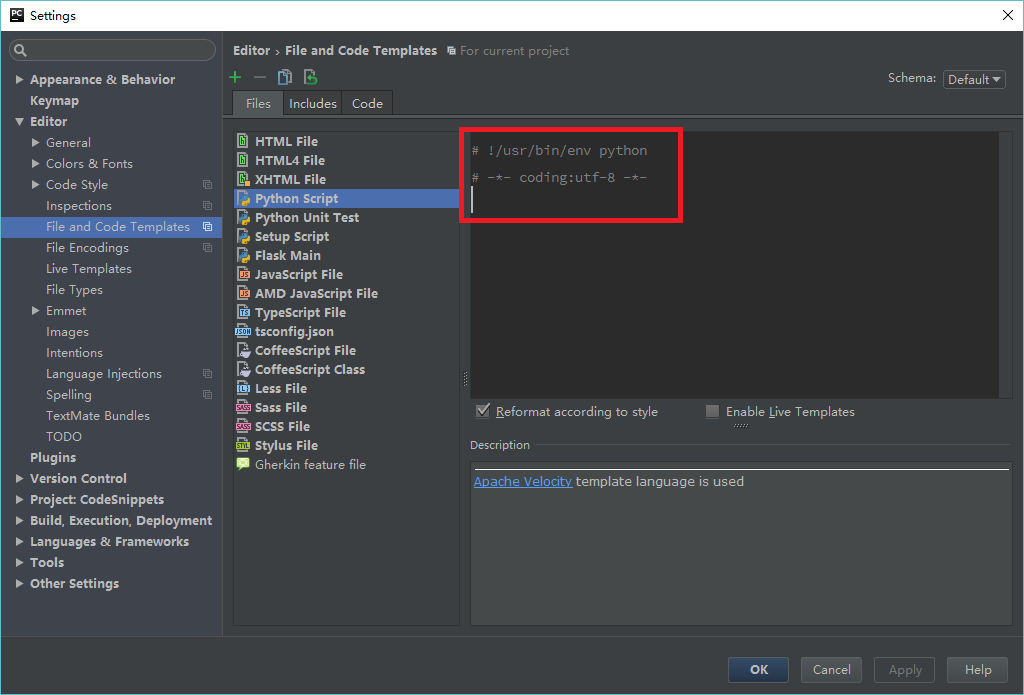 Settings
Editor › File and Code Templates For current project
Schema: Default
Files Includes Code
Appearance & Behavior
Keymap
Editor
General
Colors & Fonts
Code Style
Inspections
File and Code Templates
File Encodings
Live Templates
File Types
Emmet
Images
Intentions
Language Injections
Spelling
TextMate Bundles
TODO
Plugins
Version Control
Project: CodeSnippets
Build, Execution, Deployment
Languages & Frameworks
Tools
Other Settings
HTML File
HTML4 File
XHTML File
Python Script
Python Unit Test
Setup Script
Flask Main
JavaScript File
AMD JavaScript File
TypeScript File
tsconfig.json
CoffeeScript File
CoffeeScript Class
Less File
Sass File
SCSS File
Stylus File
Gherkin feature file
# !/usr/bin/env python
# -*- coding:utf-8 -*-
Reformat according to style Enable Live Templates
Description
Apache Velocity template language is used
OK Cancel Apply Help